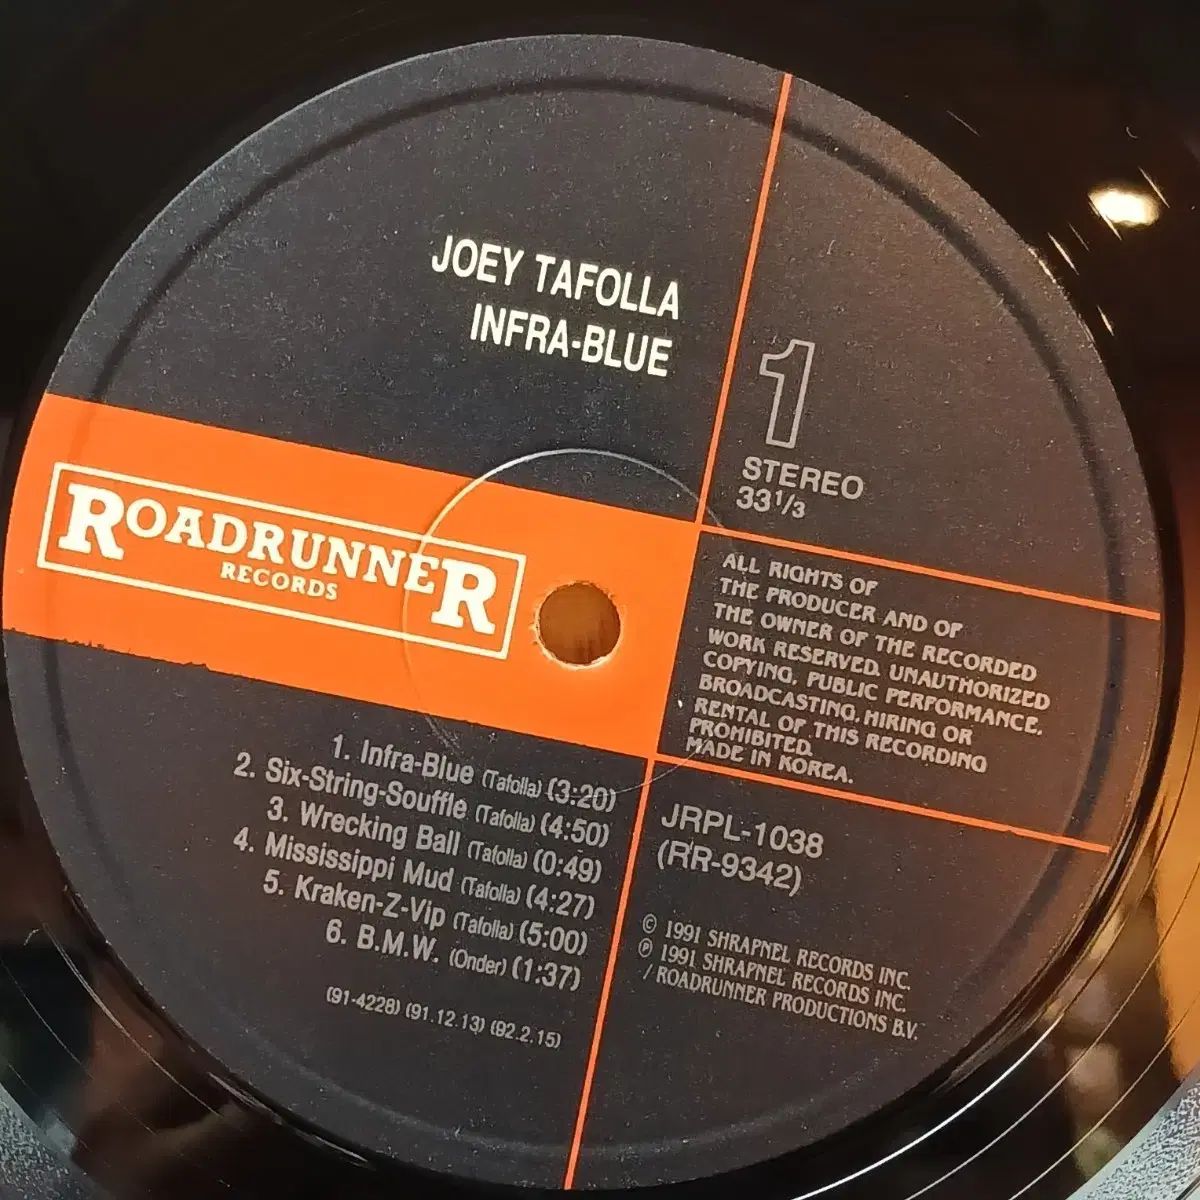 JOEY TAFOLLA
INFRA-BLUE
1
STEREO
33 1/3
ROADRUNNER
RECORDS
ALL RIGHTS OF
THE PRODUCER AND OF
THE OWNER OF THE RECORDED
WORK RESERVED. UNAUTHORIZED
COPYING, PUBLIC PERFORMANCE,
BROADCASTING, HIRING OR
RENTAL OF THIS RECORDING
PROHIBITED.
MADE IN KOREA.
1. Infra-Blue (Tafolla) (3:20)
2. Six-String-Souffle (Tafolla) (4:50)
3. Wrecking Ball (Tafolla) (0:49)
4. Mississippi Mud (Tafolla) (4:27)
5. Kraken-Z-Vip (Tafolla) (5:00)
6. B.M.W. (Onder) (1:37)
(91-4228) (91.12.13) (92.2.15)
JRPL-1038
(RR-9342)
© 1991 SHRAPNEL RECORDS INC.
℗ 1991 SHRAPNEL RECORDS INC.
/ ROADRUNNER PRODUCTIONS B.V.